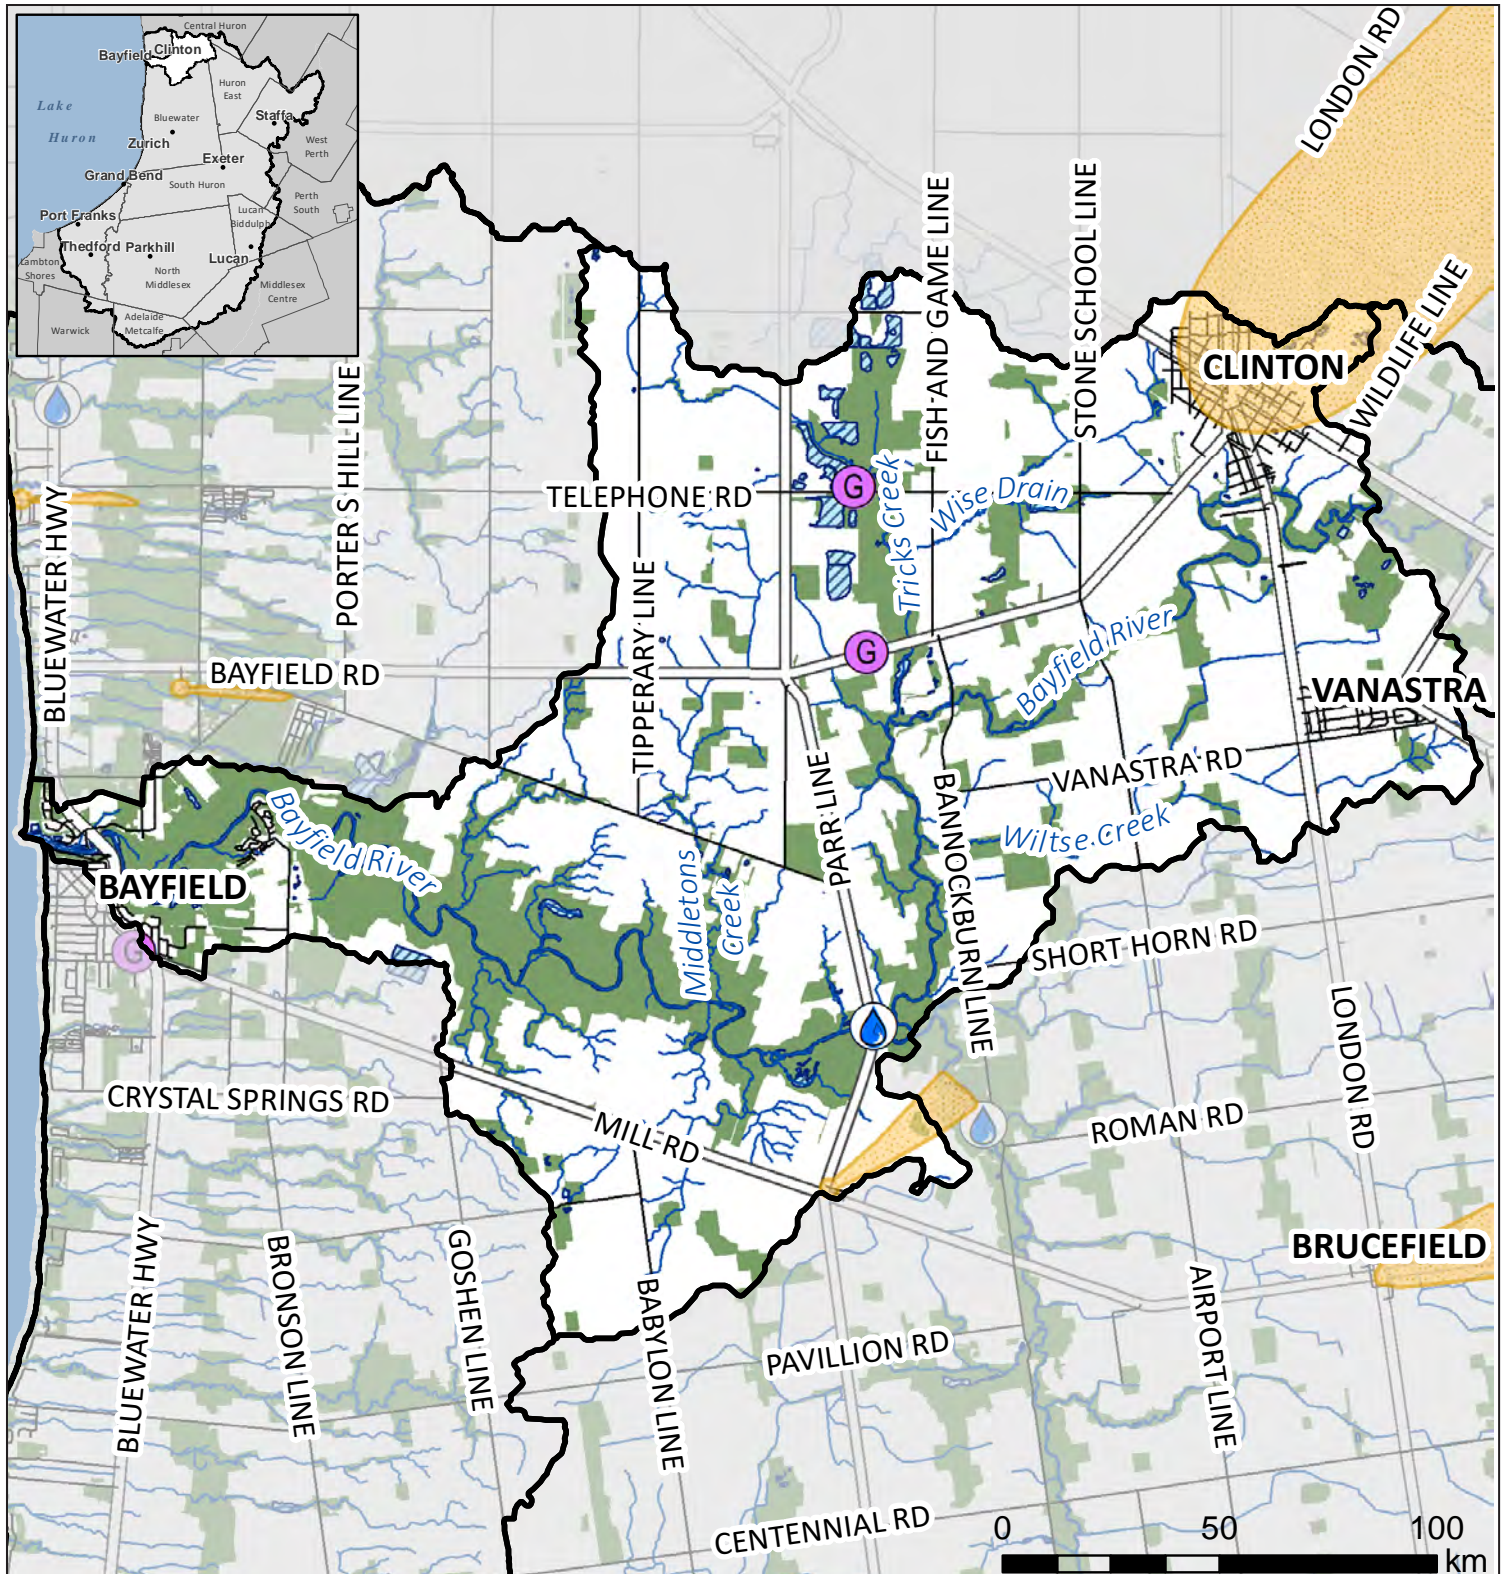 Central Huron
Clinton
Bayfield
Huron
East
Lake
Huron
Bluewater
Staffa
Zurich
West
Perth
Exeter
Grand Bend
South Huron
Perth
South
Port Franks
Lucan
Biddulph
Thedford
Parkhill
Lucan
Lambton
Shores
North
Middlesex
Middlesex
Centre
Adelaide
Metcalfe
Warwick
LONDON RD
FISH AND GAME LINE
STONE SCHOOL LINE
WILDLIFE LINE
CLINTON
PORTER'S HILL LINE
BLUEWATER HWY
TELEPHONE RD
G
Tricks Creek
Wise Drain
TIPPERARY LINE
BAYFIELD RD
G
Bayfield River
VANASTRA
VANASTRA RD
PARR LINE
BANNOCKBURN LINE
Wiltse Creek
Bayfield River
BAYFIELD
Middletons
Creek
G
SHORT HORN RD
LONDON RD
CRYSTAL SPRINGS RD
MILL RD
ROMAN RD
BRUCEFIELD
BLUEWATER HWY
BRONSON LINE
GOSHEN LINE
BABYLON LINE
AIRPORT LINE
PAVILLION RD
CENTENNIAL RD
0 50 100
km